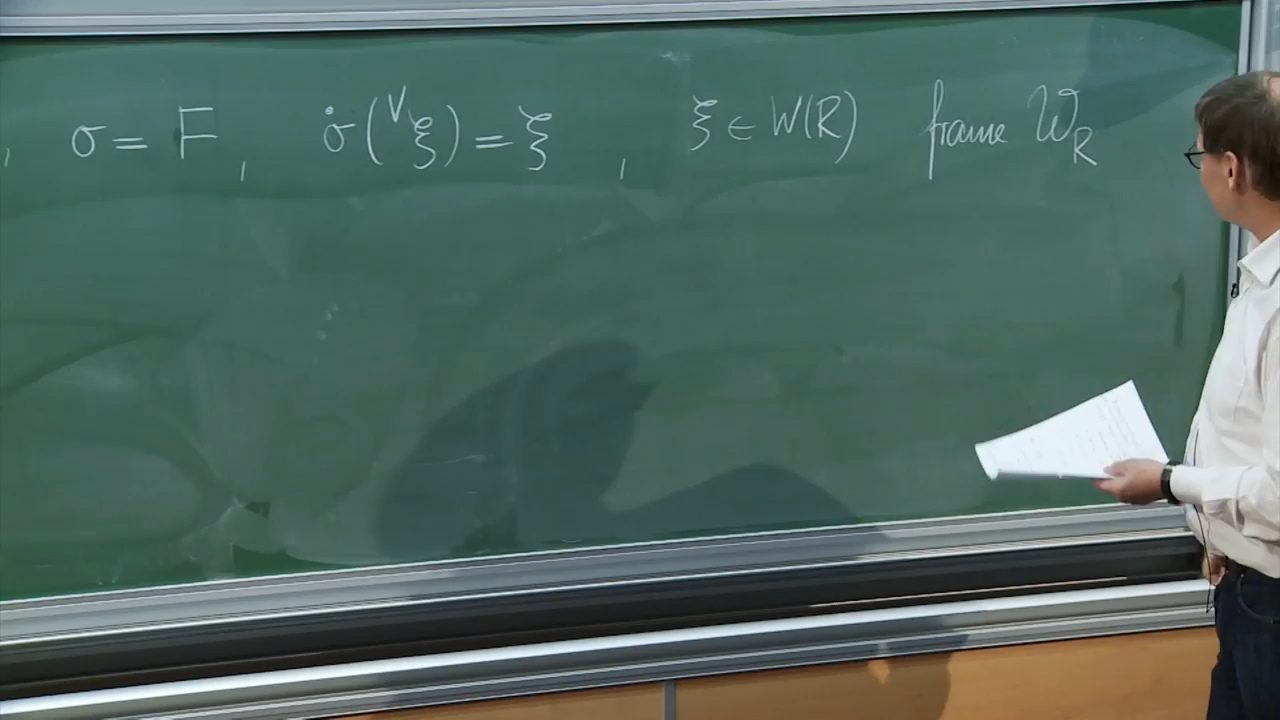 , σ = F , σ̇(ⱽξ) = ξ , ξ ∈ W(R) frame 𝒲_R